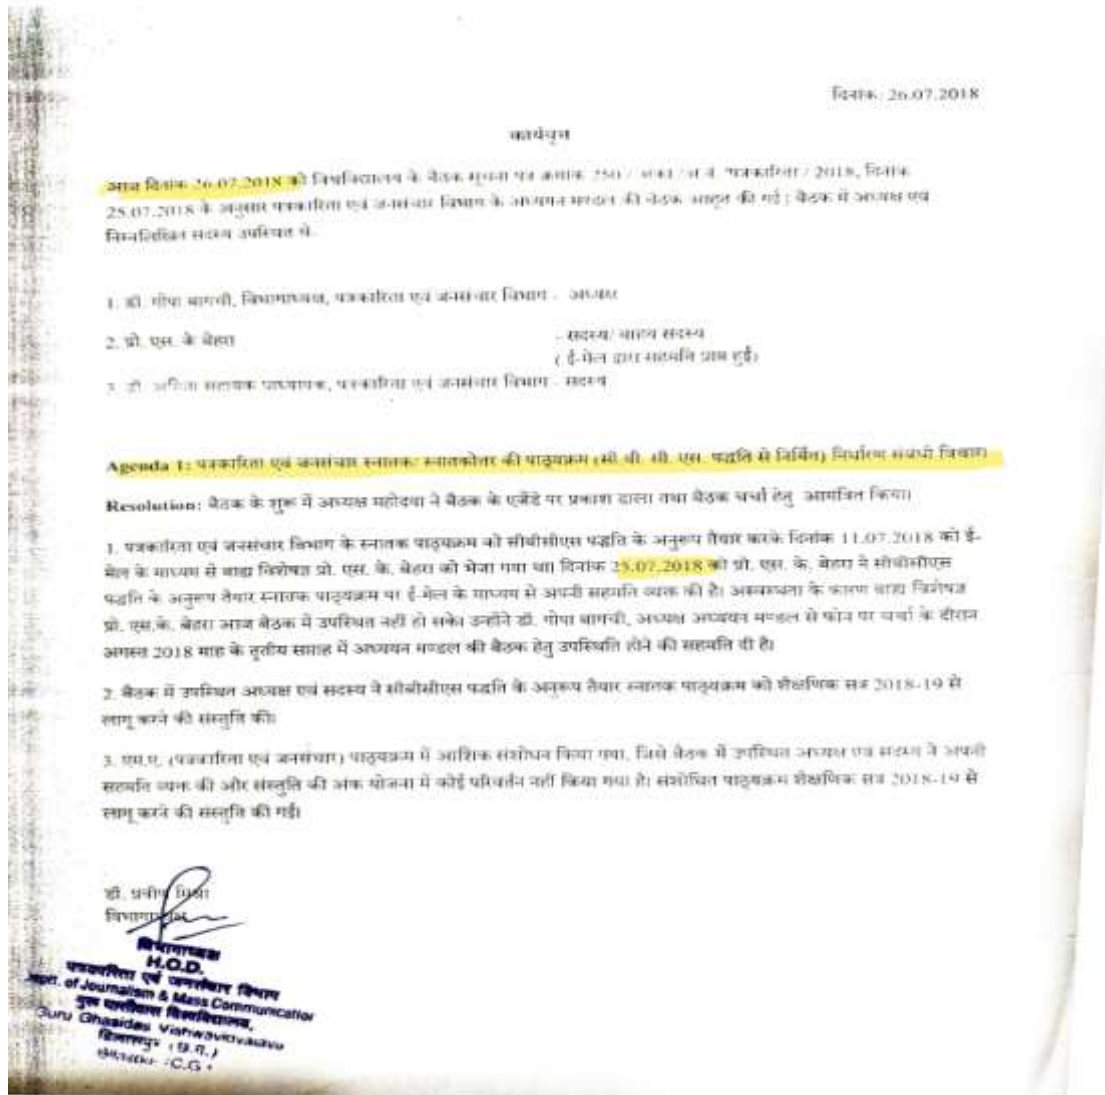 दिनांक: 26.07.2018
कार्यवृत्त
आज दिनांक 26.07.2018 को विश्वविद्यालय के बैठक सूचना पत्र क्रमांक 250 / पत्रकारिता / 2018, दिनांक
25.07.2018 के अनुसार पत्रकारिता एवं जनसंचार विभाग के अध्ययन मण्डल की बैठक आहूत की गई। बैठक में अध्यक्ष एवं
निम्नलिखित सदस्य उपस्थित थे-
1. डॉ. गोपा बागची, विभागाध्यक्ष, पत्रकारिता एवं जनसंचार विभाग - अध्यक्ष
2. प्रो. एस. के बेहरा - सदस्य/ बाह्य सदस्य
( ई-मेल द्वारा सहमति प्राप्त हुई)
3. डॉ. सहायक प्राध्यापक, पत्रकारिता एवं जनसंचार विभाग - सदस्य
Agenda 1: पत्रकारिता एवं जनसंचार स्नातक/ स्नातकोत्तर की पाठ्यक्रम (सी. बी. सी. एस. पद्धति से निर्मित) निर्धारण संबंधी विचार।
Resolution: बैठक के शुरू में अध्यक्ष महोदया ने बैठक के एजेंडे पर प्रकाश डाला तथा बैठक चर्चा हेतु आमंत्रित किया।
1. पत्रकारिता एवं जनसंचार विभाग के स्नातक पाठ्यक्रम को सीबीसीएस पद्धति के अनुरूप तैयार करके दिनांक 11.07.2018 को ई-
मेल के माध्यम से बाह्य विशेषज्ञ प्रो. एस. के. बेहरा को भेजा गया था। दिनांक 25.07.2018 को प्रो. एस. के. बेहरा ने सीबीसीएस
पद्धति के अनुरूप तैयार स्नातक पाठ्यक्रम पर ई-मेल के माध्यम से अपनी सहमति व्यक्त की है। अस्वस्थता के कारण बाह्य विशेषज्ञ
प्रो. एस.के. बेहरा आज बैठक में उपस्थित नहीं हो सके। उन्होंने डॉ. गोपा बागची, अध्यक्ष अध्ययन मण्डल से फोन पर चर्चा के दौरान
अगस्त 2018 माह के तृतीय सप्ताह में अध्ययन मण्डल की बैठक हेतु उपस्थिति होने की सहमति दी है।
2. बैठक में उपस्थित अध्यक्ष एवं सदस्य ने सीबीसीएस पद्धति के अनुरूप तैयार स्नातक पाठ्यक्रम को शैक्षणिक सत्र 2018-19 से
लागू करने की संस्तुति की।
3. एम.ए. (पत्रकारिता एवं जनसंचार) पाठ्यक्रम में आंशिक संशोधन किया गया, जिसे बैठक में उपस्थित अध्यक्ष एवं सदस्य ने अपनी
सहमति व्यक्त की और संस्तुति की अंक योजना में कोई परिवर्तन नहीं किया गया है। संशोधित पाठ्यक्रम शैक्षणिक सत्र 2018-19 से
लागू करने की संस्तुति की गई।
डॉ. मिश्रा
विभागाध्यक्ष
विभागाध्यक्ष
H.O.D.
पत्रकारिता एवं जनसंचार विभाग
Dept. of Journalism & Mass Communication
गुरू घासीदास विश्वविद्यालय,
Guru Ghasidas Vishwavidyalaya
बिलासपुर (छ.ग.)
(C.G.)